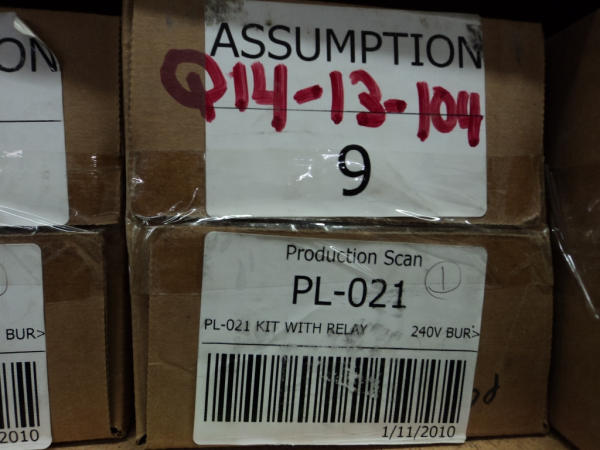 ON
ASSUMPTION
P14-13-104
9
Production Scan
PL-021
1
PL-021 KIT WITH RELAY 240V BUR>
1/11/2010
BUR>
2010